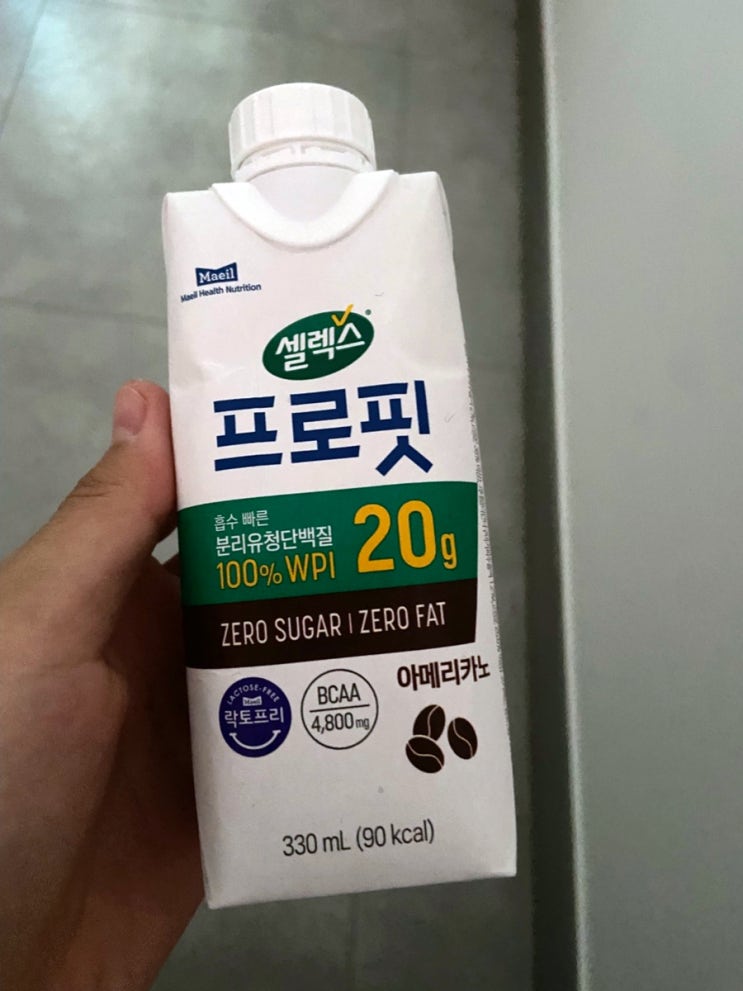 Maeil
Maeil Health Nutrition
셀렉스
프로핏
흡수 빠른
분리유청단백질
100% WPI
20g
ZERO SUGAR | ZERO FAT
아메리카노
LACTOSE-FREE
Maeil
락토프리
BCAA
4,800mg
330 mL (90 kcal)